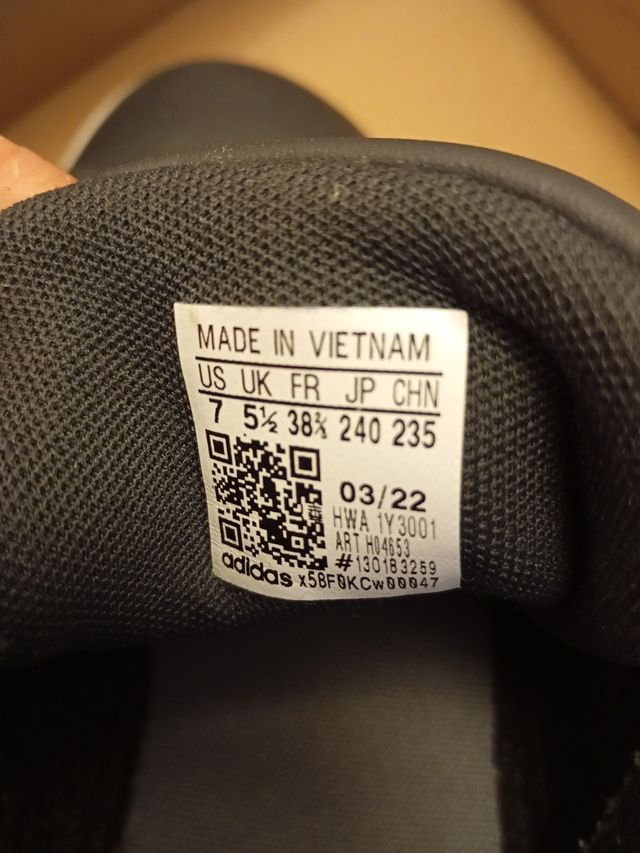 MADE IN VIETNAM
US UK FR JP CHN
7 5½ 38⅔ 240 235
03/22
HWA 1Y3001
ART H04653
#130183259
adidas x58F0KCw00047